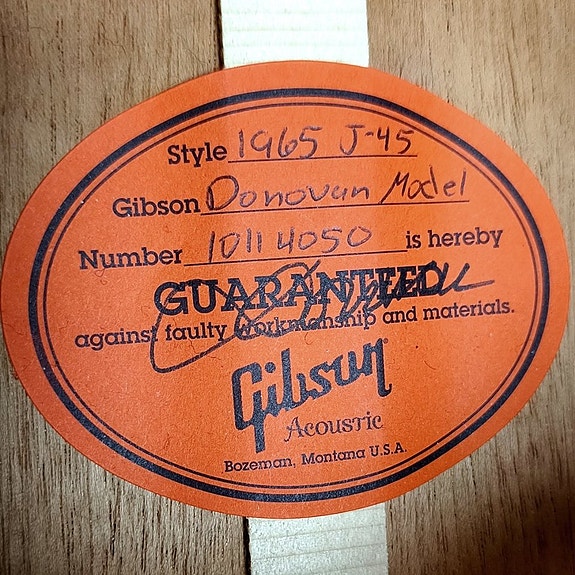 Style 1965 J-45
Gibson Donovan Model
Number 10114050 is hereby
GUARANTEED
against faulty workmanship and materials.
Gibson
Acoustic
Bozeman, Montana U.S.A.